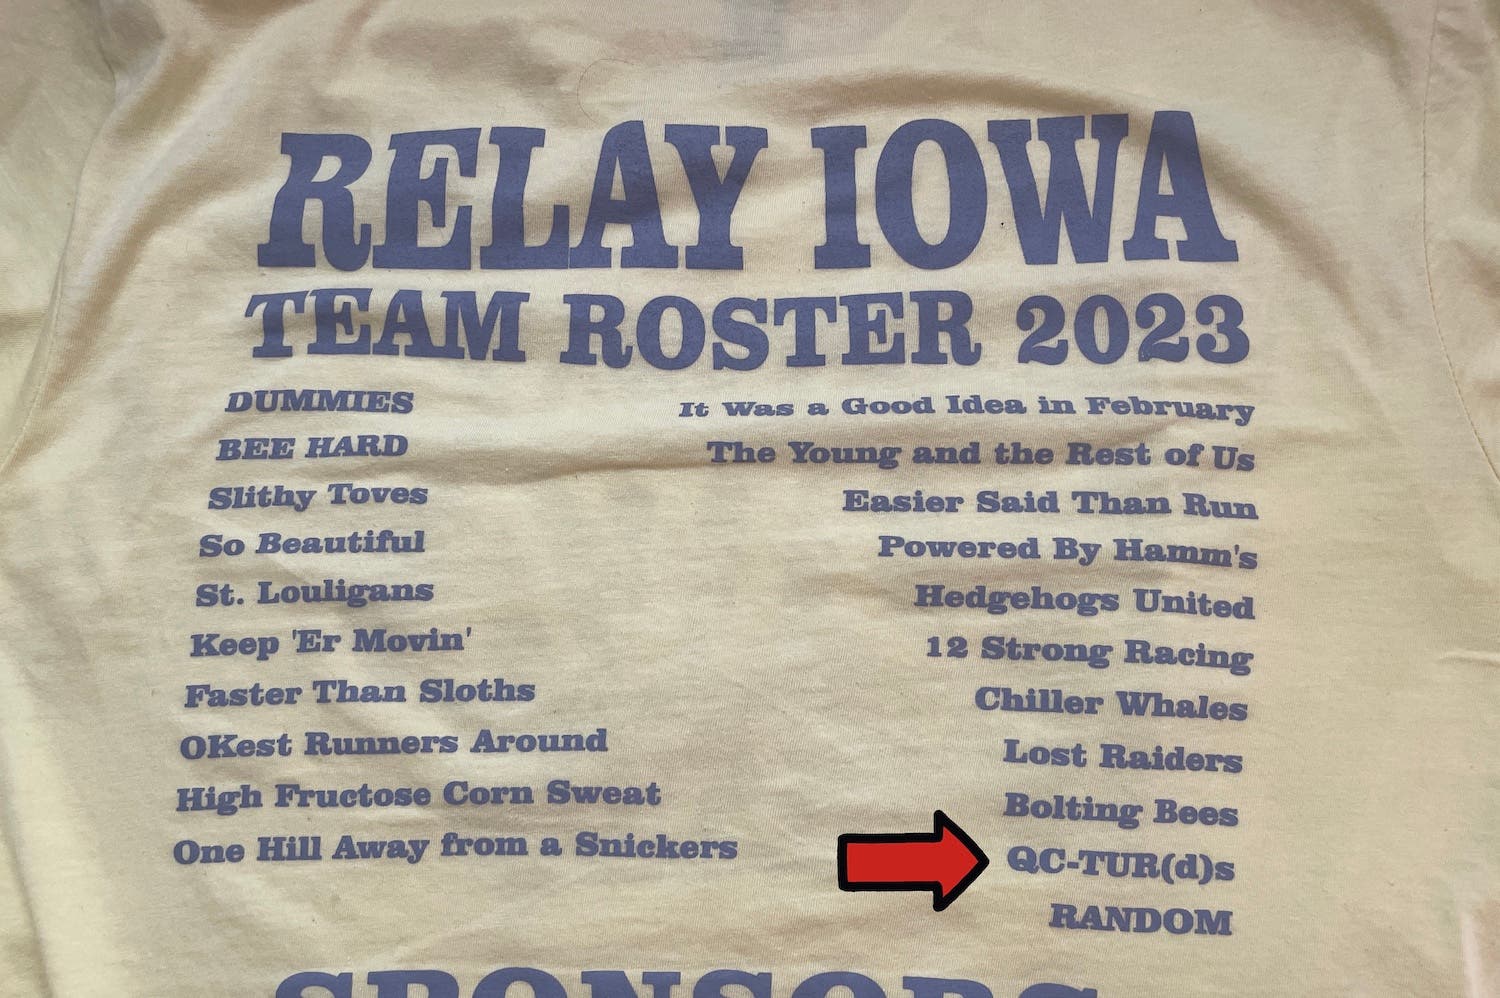 RELAY IOWA
TEAM ROSTER 2023
DUMMIES
BEE HARD
Slithy Toves
So Beautiful
St. Louligans
Keep 'Er Movin'
Faster Than Sloths
OKest Runners Around
High Fructose Corn Sweat
One Hill Away from a Snickers
It Was a Good Idea in February
The Young and the Rest of Us
Easier Said Than Run
Powered By Hamm's
Hedgehogs United
12 Strong Racing
Chiller Whales
Lost Raiders
Bolting Bees
QC-TUR(d)s
RANDOM
SPONSORS